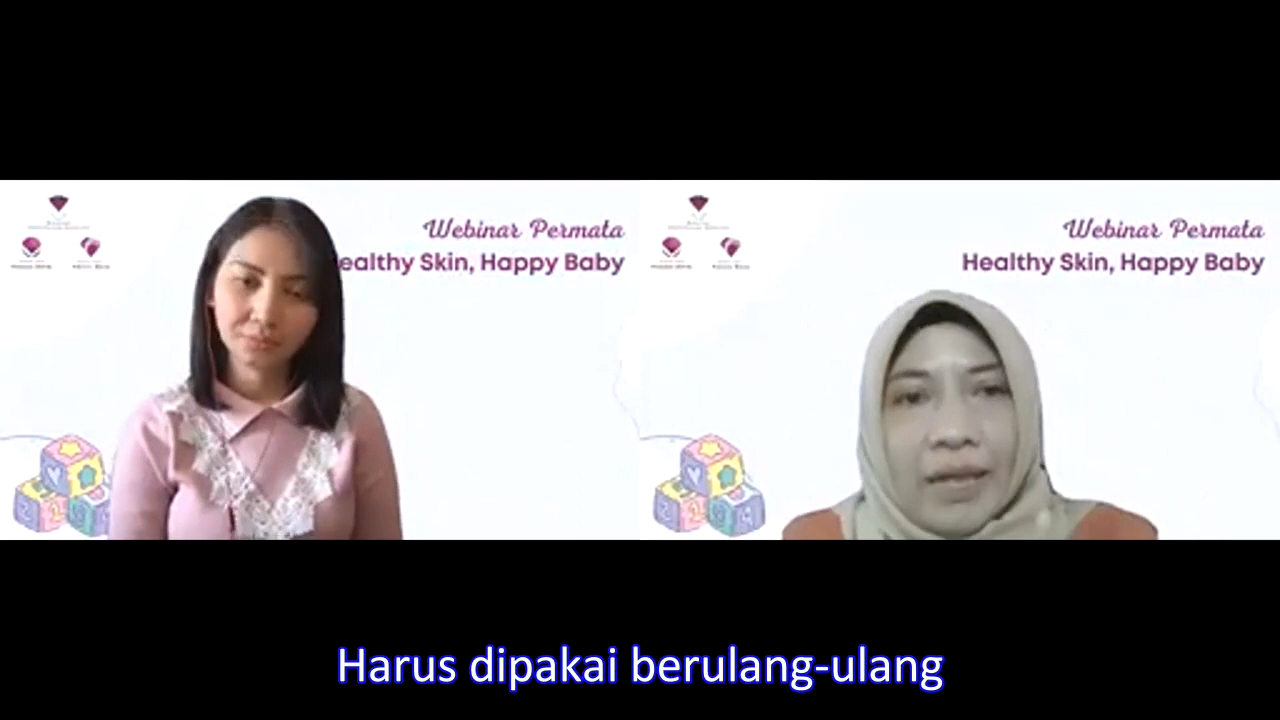 Webinar Permata
ealthy Skin, Happy Baby
Webinar Permata
Healthy Skin, Happy Baby
Harus dipakai berulang-ulang